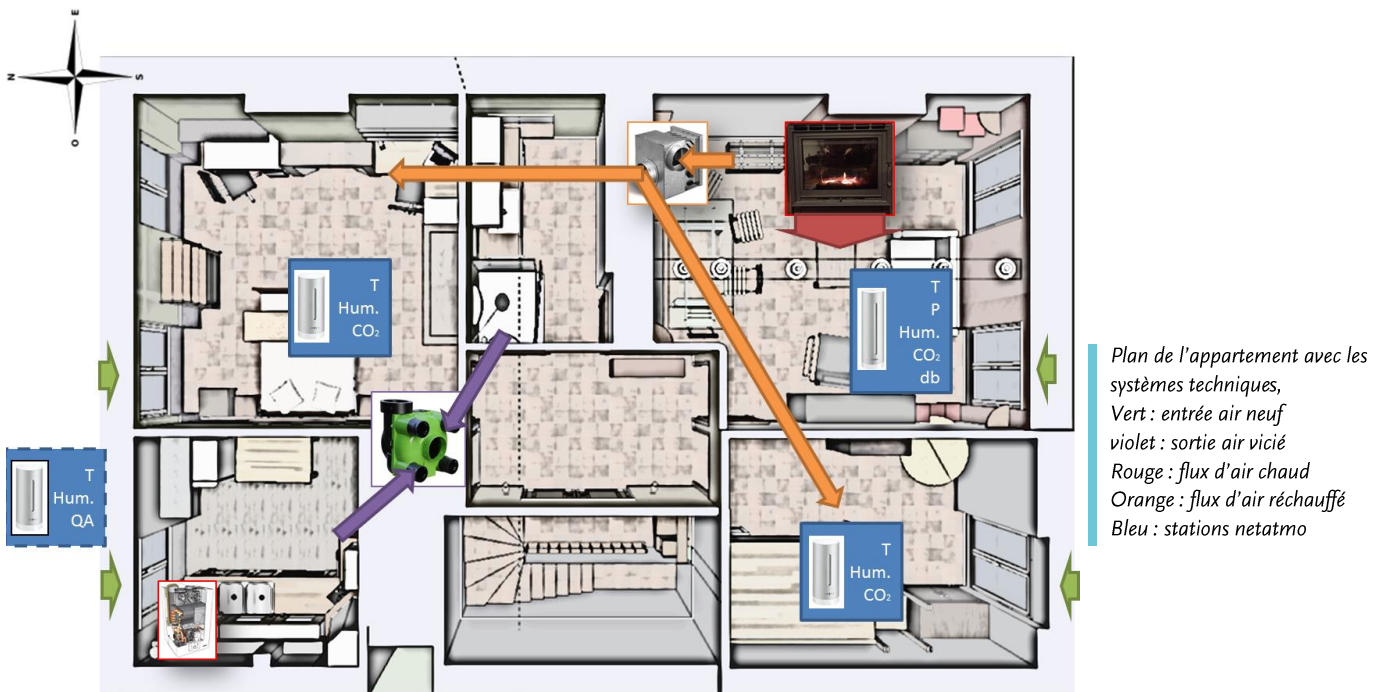 E
N
S
O
T
Hum.
CO₂
T
P
Hum.
CO₂
db
T
Hum.
QA
T
Hum.
CO₂
Plan de l'appartement avec les
systèmes techniques,
Vert : entrée air neuf
violet : sortie air vicié
Rouge : flux d'air chaud
Orange : flux d'air réchauffé
Bleu : stations netatmo